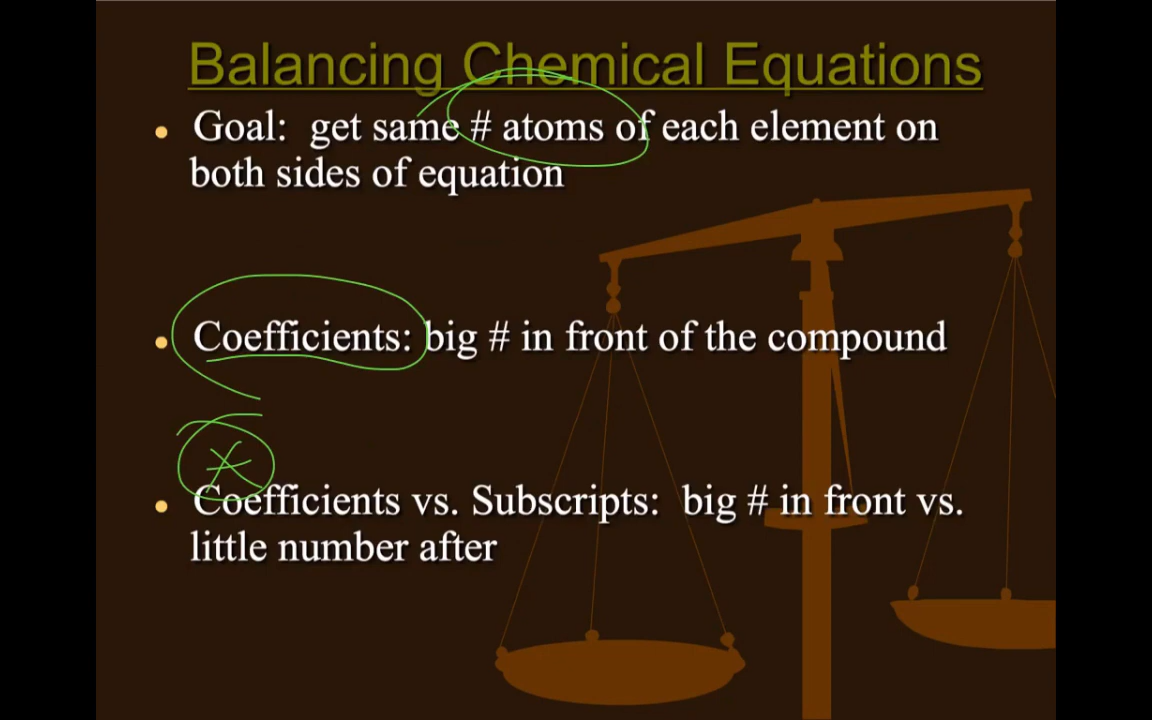 Balancing Chemical Equations
• Goal: get same # atoms of each element on
both sides of equation
• Coefficients: big # in front of the compound
• Coefficients vs. Subscripts: big # in front vs.
little number after